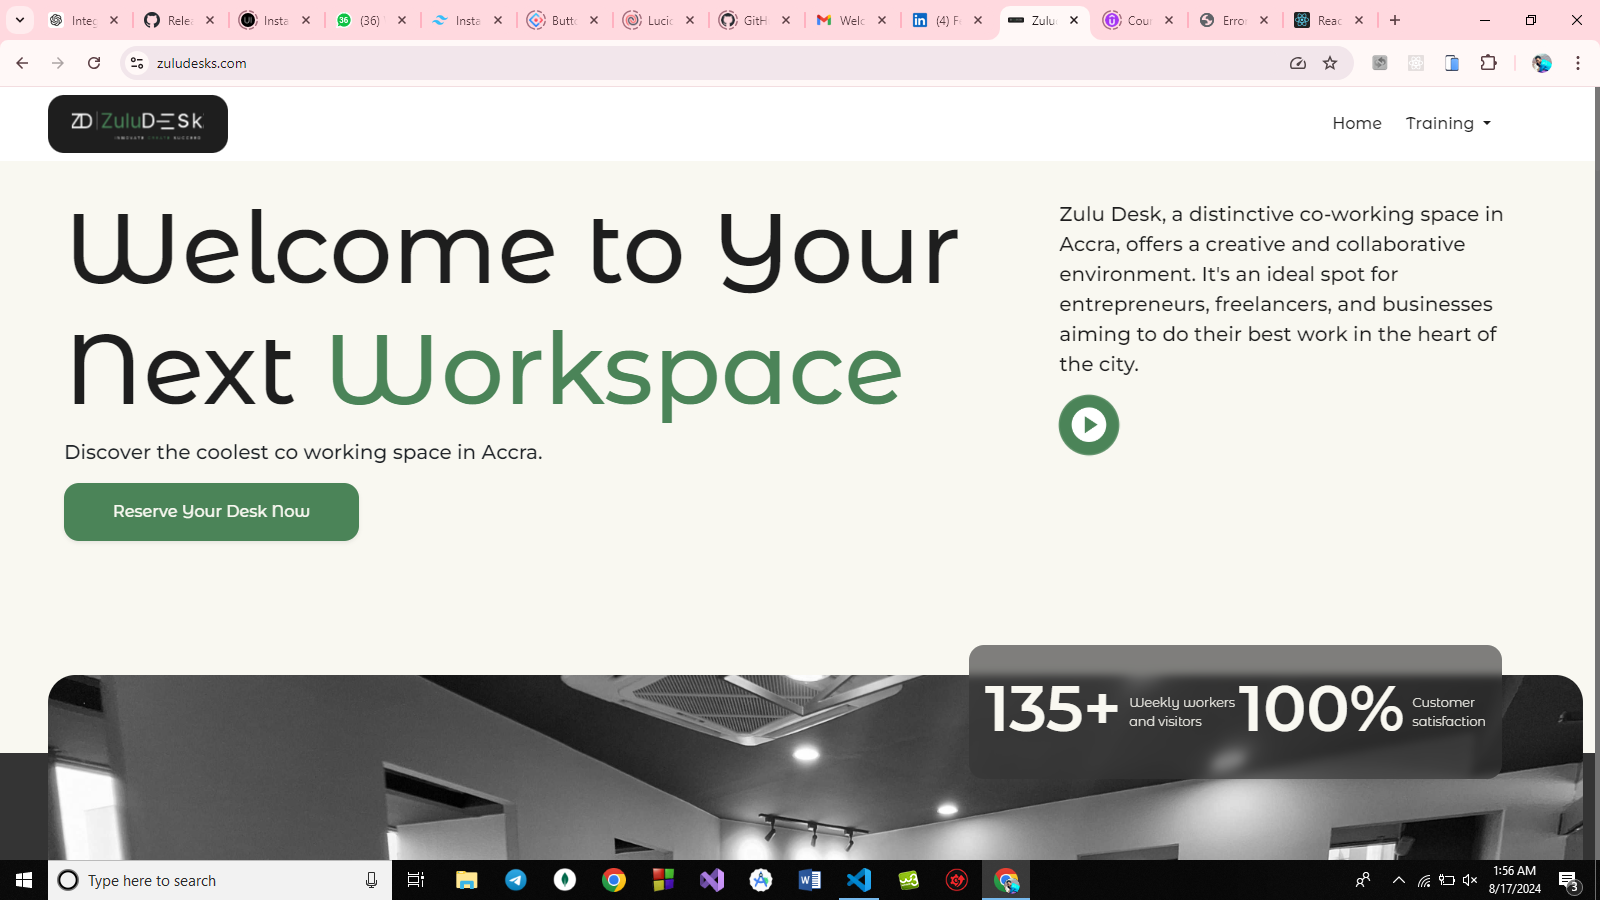 Integ
Relea
Insta
(36)
Insta
Butto
Lucid
GitH
Welc
(4) Fe
Zulu
Cour
Error
Reac
zuludesks.com
ZD ZuluDESk
INNOVATE CREATE SUCCEED
Home
Training
Welcome to Your
Next Workspace
Discover the coolest co working space in Accra.
Reserve Your Desk Now
Zulu Desk, a distinctive co-working space in
Accra, offers a creative and collaborative
environment. It's an ideal spot for
entrepreneurs, freelancers, and businesses
aiming to do their best work in the heart of
the city.
135+
Weekly workers
and visitors
100%
Customer
satisfaction
Type here to search
1:56 AM
8/17/2024
3